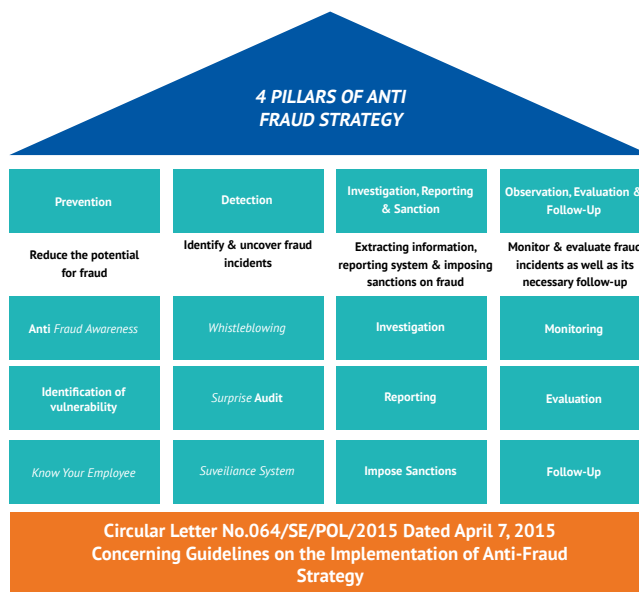 4 PILLARS OF ANTI
FRAUD STRATEGY
Prevention
Detection
Investigation, Reporting
& Sanction
Observation, Evaluation &
Follow-Up
Reduce the potential
for fraud
Identify & uncover fraud
incidents
Extracting information,
reporting system & imposing
sanctions on fraud
Monitor & evaluate fraud
incidents as well as its
necessary follow-up
Anti Fraud Awareness
Whistleblowing
Investigation
Monitoring
Identification of
vulnerability
Surprise Audit
Reporting
Evaluation
Know Your Employee
Suveiliance System
Impose Sanctions
Follow-Up
Circular Letter No.064/SE/POL/2015 Dated April 7, 2015
Concerning Guidelines on the Implementation of Anti-Fraud
Strategy